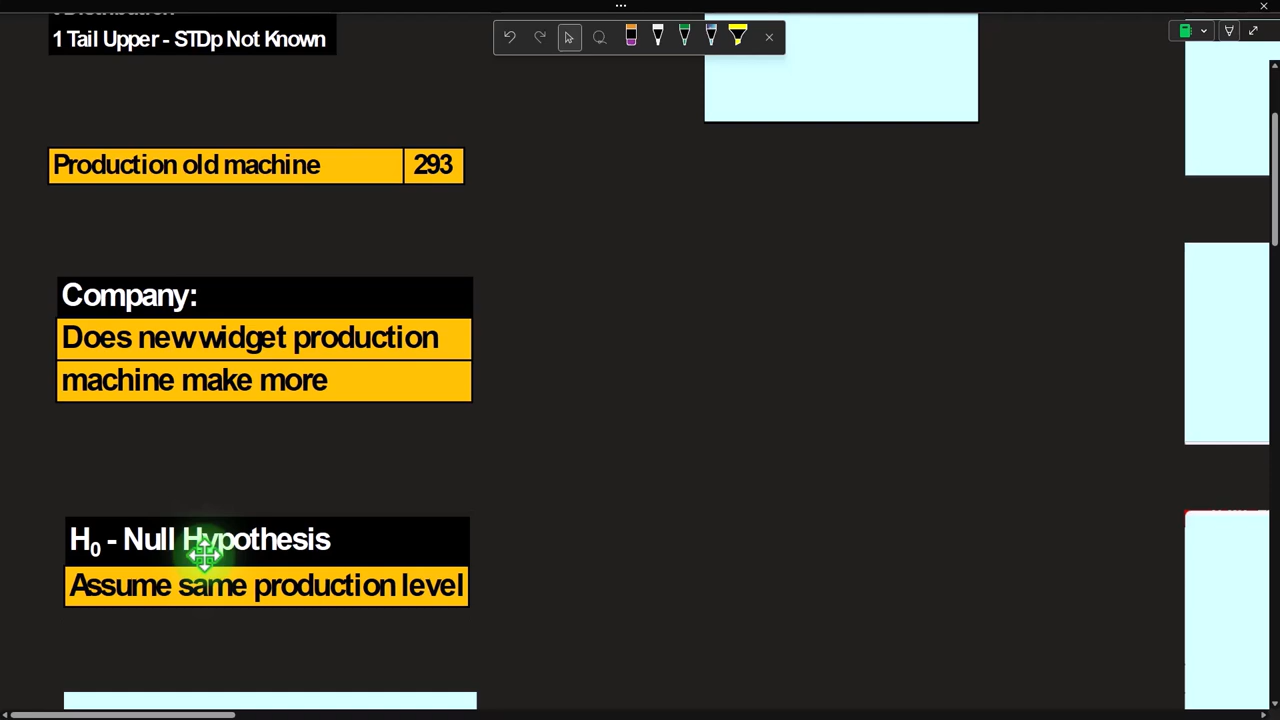 1 Tail Upper - STDp Not Known
Production old machine 293
Company:
Does new widget production
machine make more
H0 - Null Hypothesis
Assume same production level